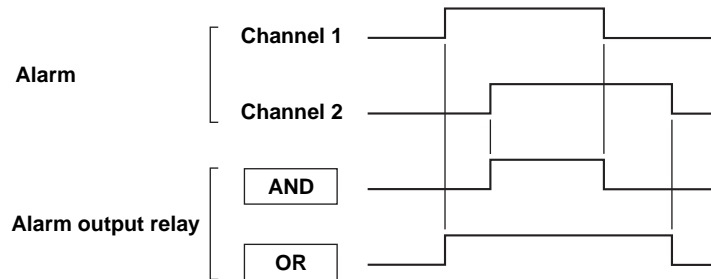 Channel 1
Alarm
Channel 2
AND
Alarm output relay
OR